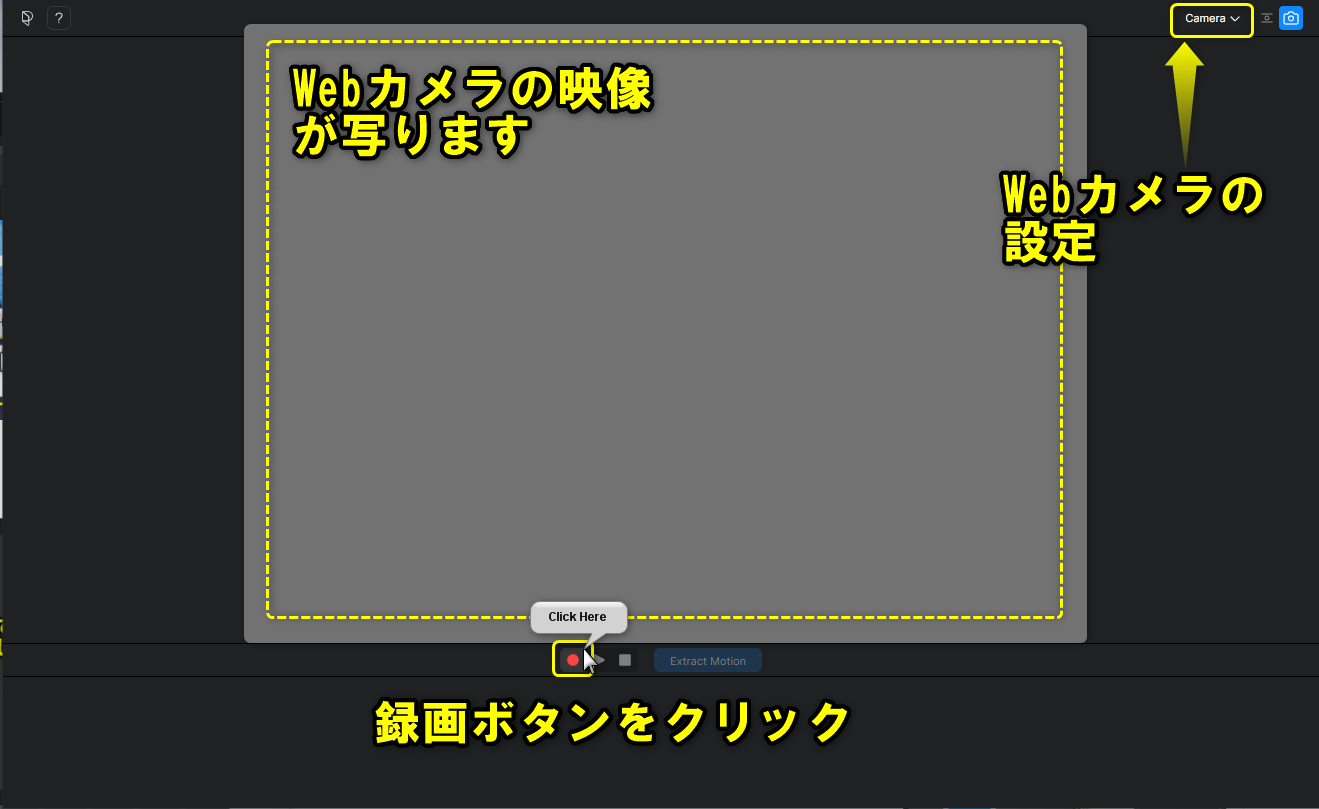 ?
Camera
Webカメラの映像
が写ります
Webカメラの
設定
Click Here
Extract Motion
録画ボタンをクリック